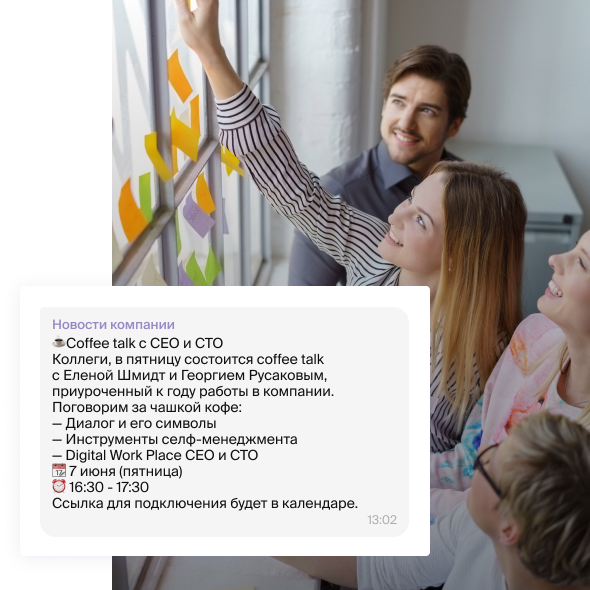 Новости компании
☕Coffee talk с CEO и CTO
Коллеги, в пятницу состоится coffee talk
с Еленой Шмидт и Георгием Русаковым,
приуроченный к году работы в компании.
Поговорим за чашкой кофе:
— Диалог и его символы
— Инструменты селф-менеджмента
— Digital Work Place CEO и CTO
📆 7 июня (пятница)
⏰ 16:30 - 17:30
Ссылка для подключения будет в календаре.
13:02